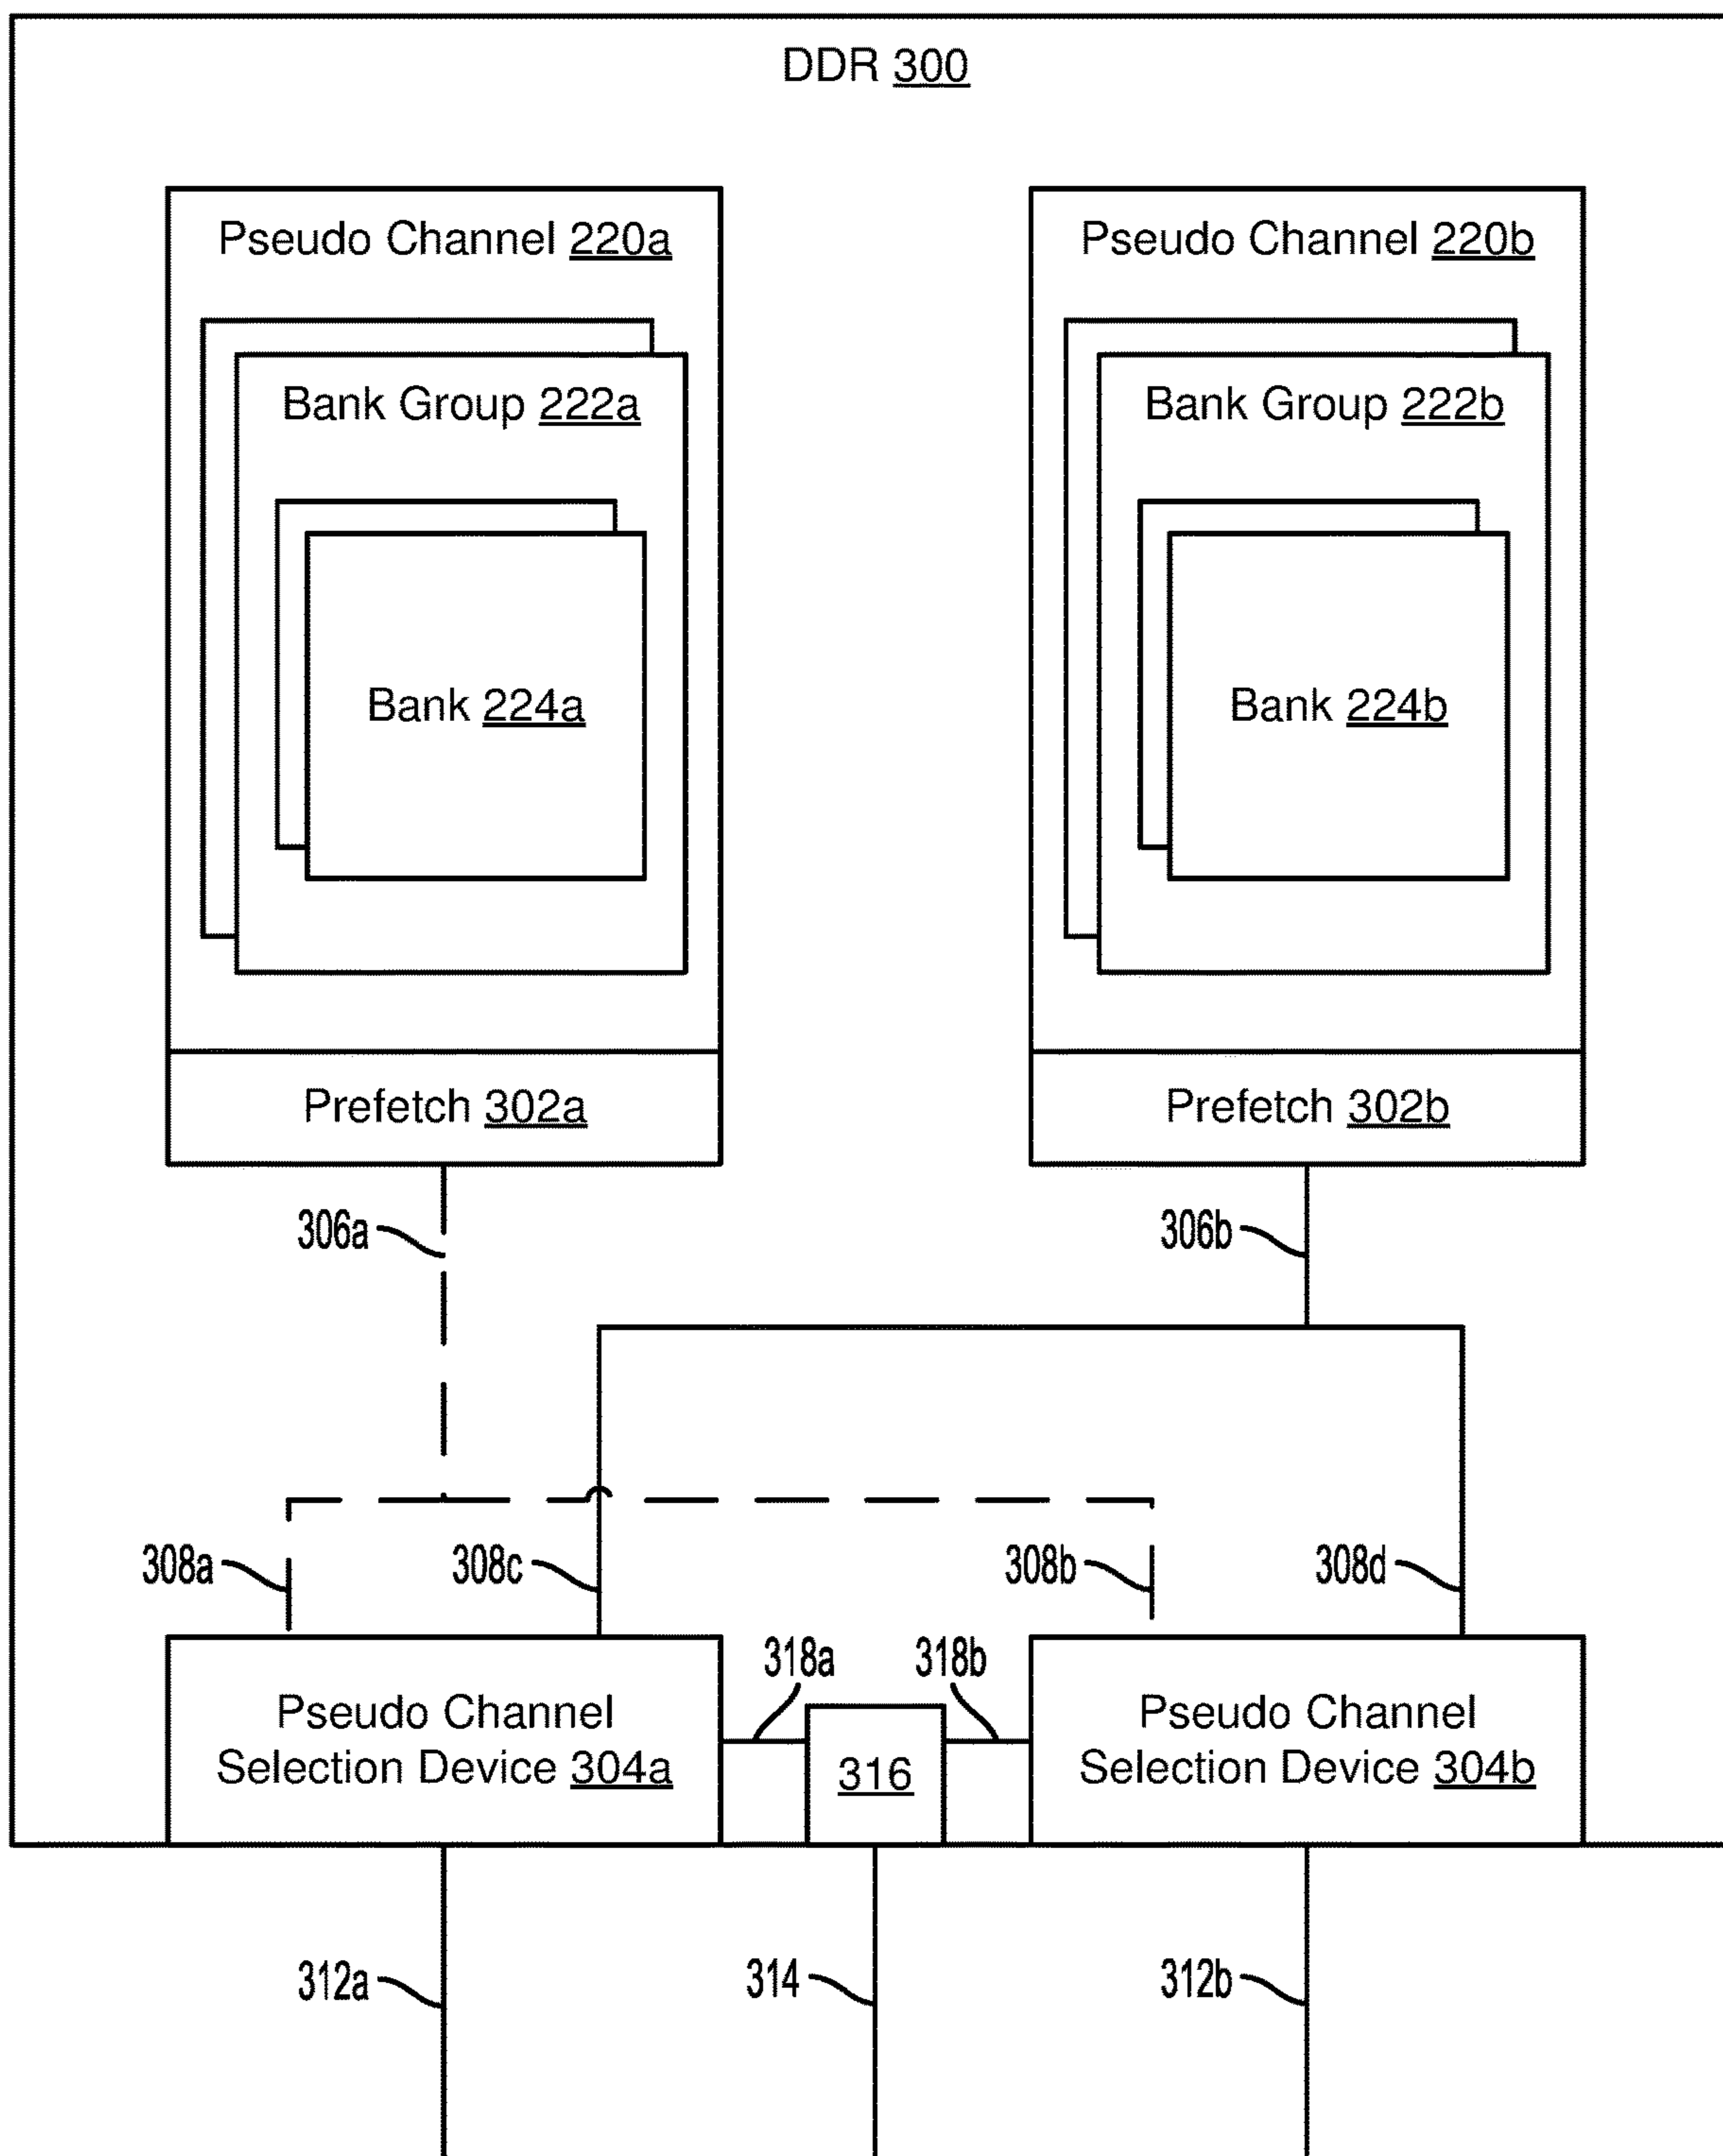 DDR 300
Pseudo Channel 220a
Pseudo Channel 220b
Bank Group 222a
Bank Group 222b
Bank 224a
Bank 224b
Prefetch 302a
Prefetch 302b
306a
306b
308a
308c
308b
308d
318a
318b
Pseudo Channel
Selection Device 304a
316
Pseudo Channel
Selection Device 304b
312a
314
312b